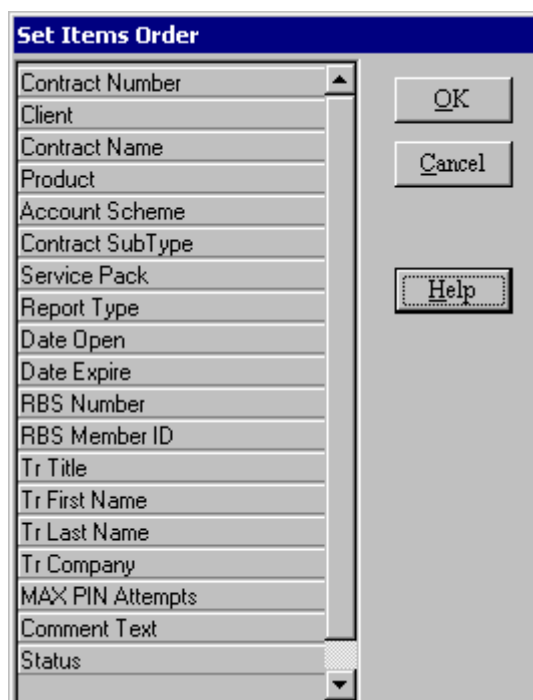 Set Items Order
Contract Number
Client
Contract Name
Product
Account Scheme
Contract SubType
Service Pack
Report Type
Date Open
Date Expire
RBS Number
RBS Member ID
Tr Title
Tr First Name
Tr Last Name
Tr Company
MAX PIN Attempts
Comment Text
Status
OK
Cancel
Help